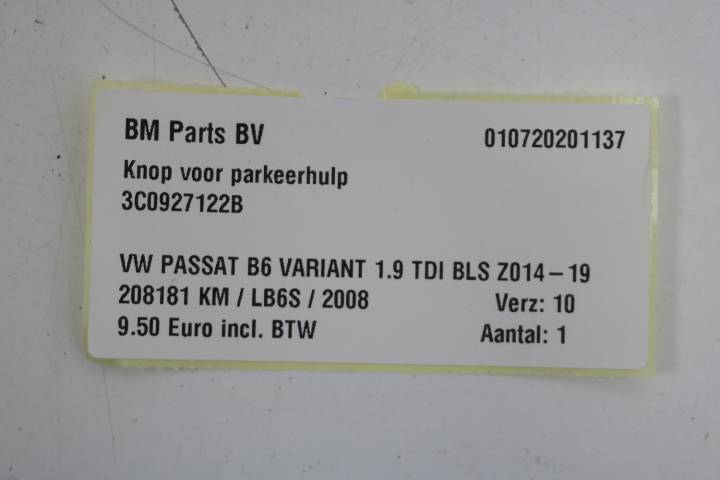 BM Parts BV 010720201137
Knop voor parkeerhulp
3C0927122B
VW PASSAT B6 VARIANT 1.9 TDI BLS Z014-19
208181 KM / LB6S / 2008 Verz: 10
9.50 Euro incl. BTW Aantal: 1